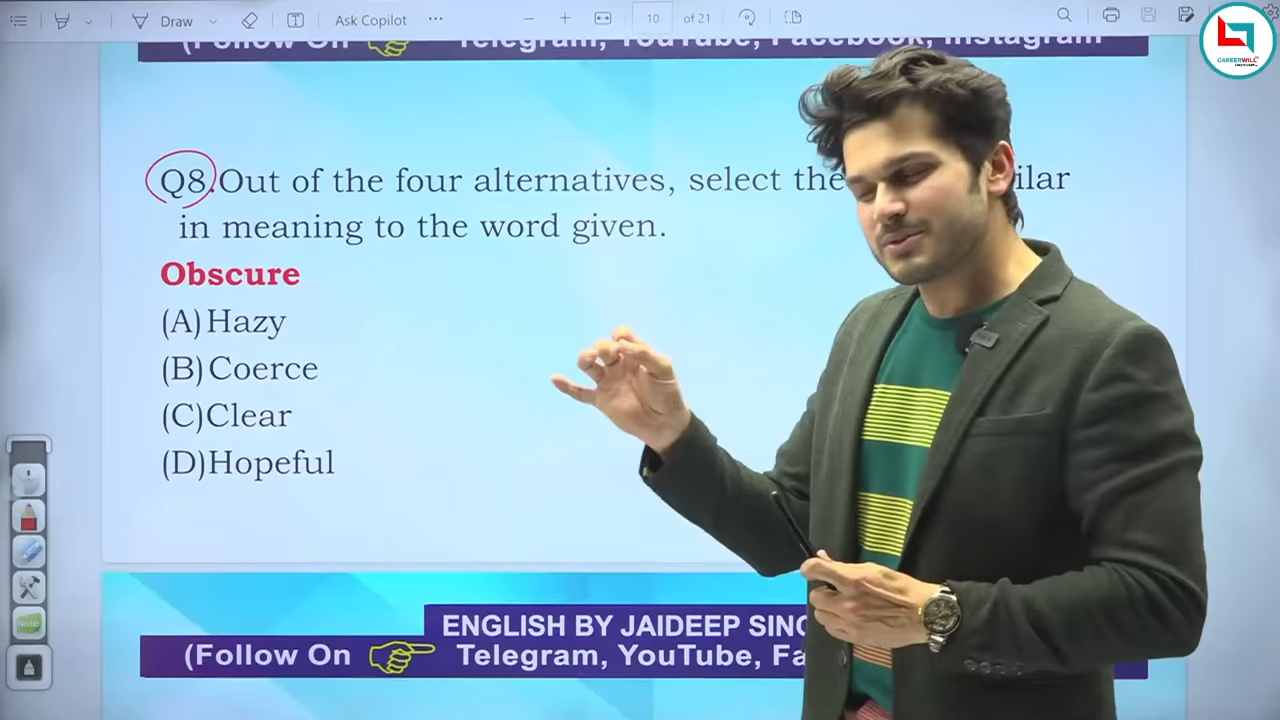 Draw
Ask Copilot
10 of 21
CAREERWILL
(Follow On Telegram, YouTube, Facebook, Instagram
Q8.Out of the four alternatives, select the
in meaning to the word given.
Obscure
(A)Hazy
(B)Coerce
(C)Clear
(D)Hopeful
Note
ENGLISH BY JAIDEEP
(Follow On Telegram, YouTube,